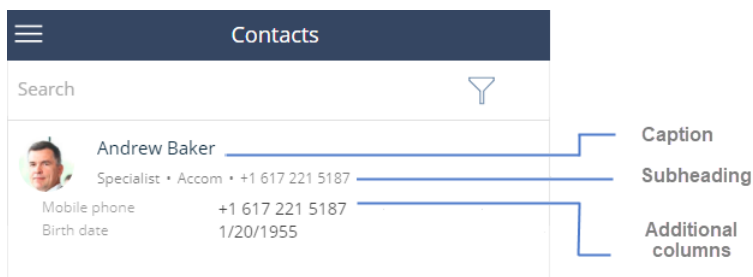 Contacts
Search
Andrew Baker
Caption
Specialist • Accom • +1 617 221 5187
Subheading
Mobile phone +1 617 221 5187
Birth date 1/20/1955
Additional
columns